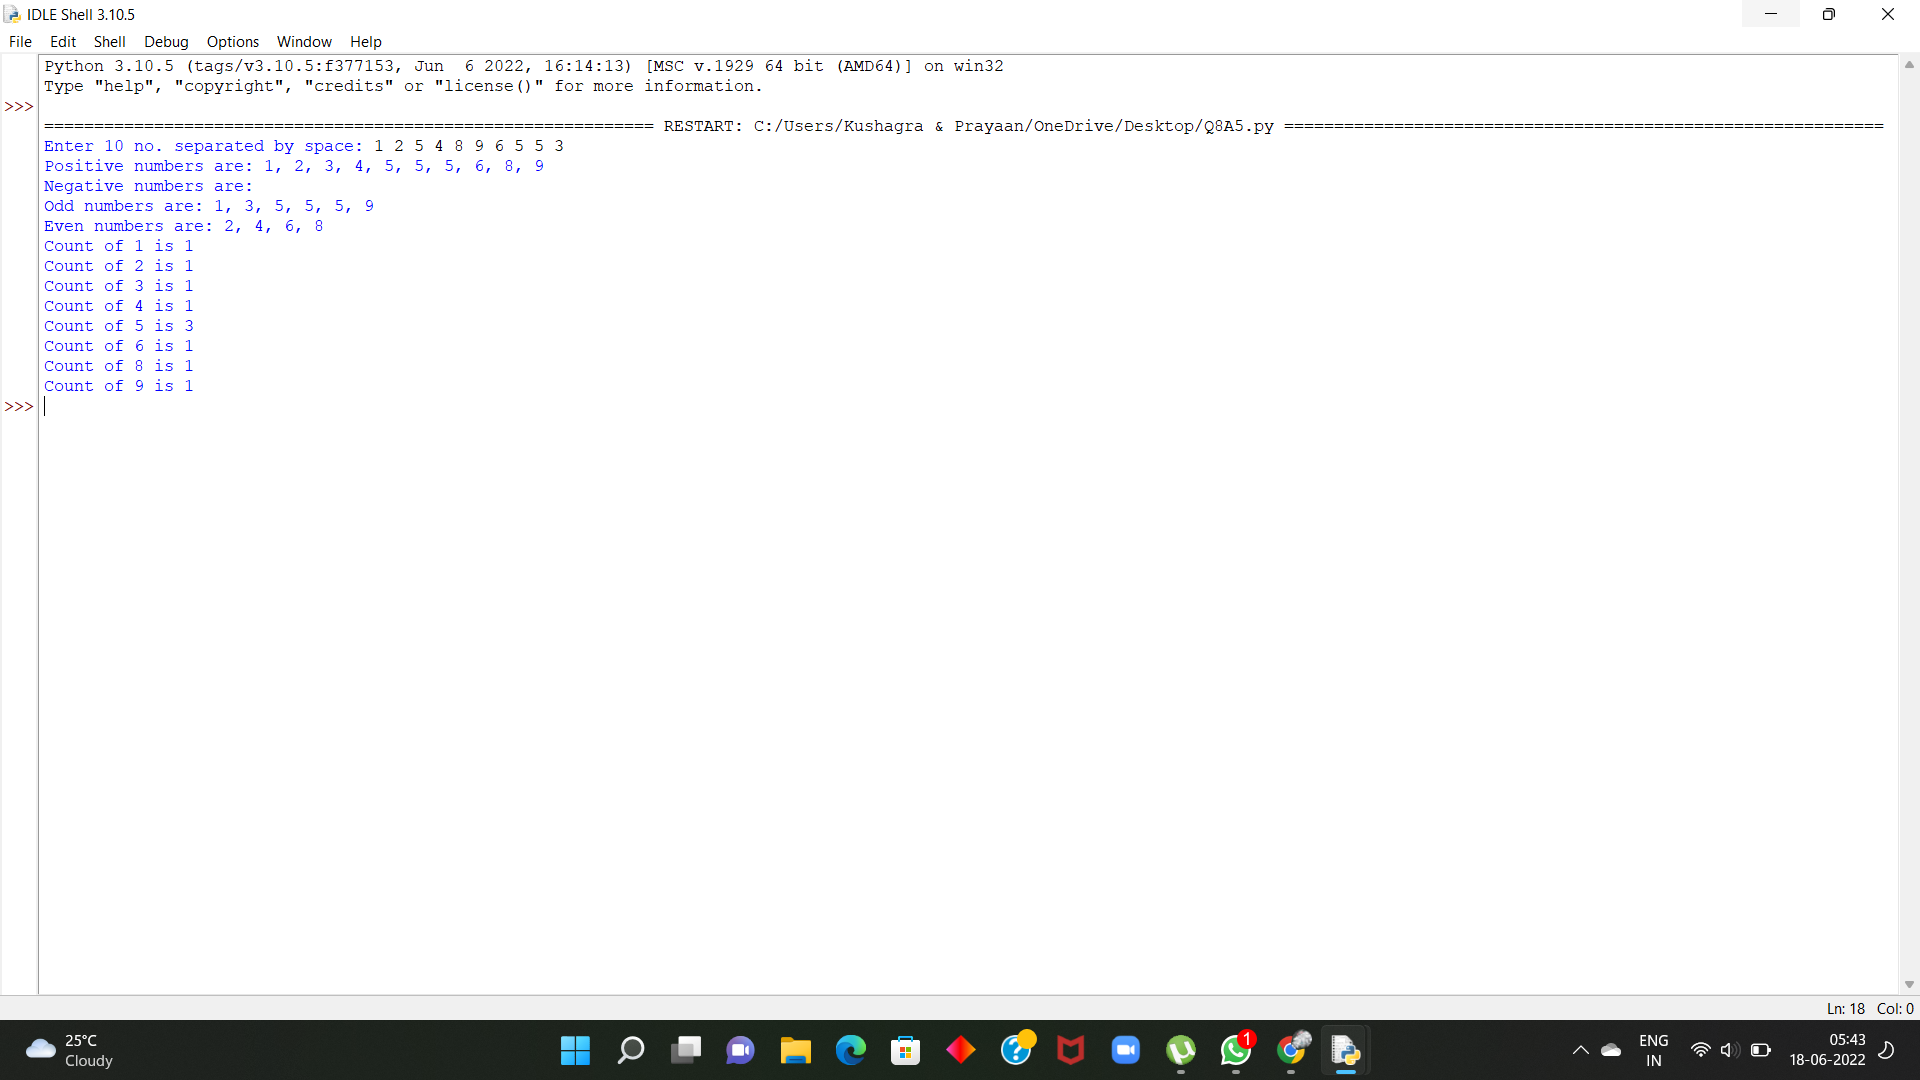 IDLE Shell 3.10.5
File Edit Shell Debug Options Window Help
Python 3.10.5 (tags/v3.10.5:f377153, Jun  6 2022, 16:14:13) [MSC v.1929 64 bit (AMD64)] on win32
Type "help", "copyright", "credits" or "license()" for more information.
>>>
============================================================= RESTART: C:/Users/Kushagra & Prayaan/OneDrive/Desktop/Q8A5.py ============================================================
Enter 10 no. separated by space: 1 2 5 4 8 9 6 5 5 3
Positive numbers are: 1, 2, 3, 4, 5, 5, 5, 6, 8, 9
Negative numbers are:
Odd numbers are: 1, 3, 5, 5, 5, 9
Even numbers are: 2, 4, 6, 8
Count of 1 is 1
Count of 2 is 1
Count of 3 is 1
Count of 4 is 1
Count of 5 is 3
Count of 6 is 1
Count of 8 is 1
Count of 9 is 1
>>>
Ln: 18 Col: 0
25°C
Cloudy
1
ENG
IN
05:43
18-06-2022